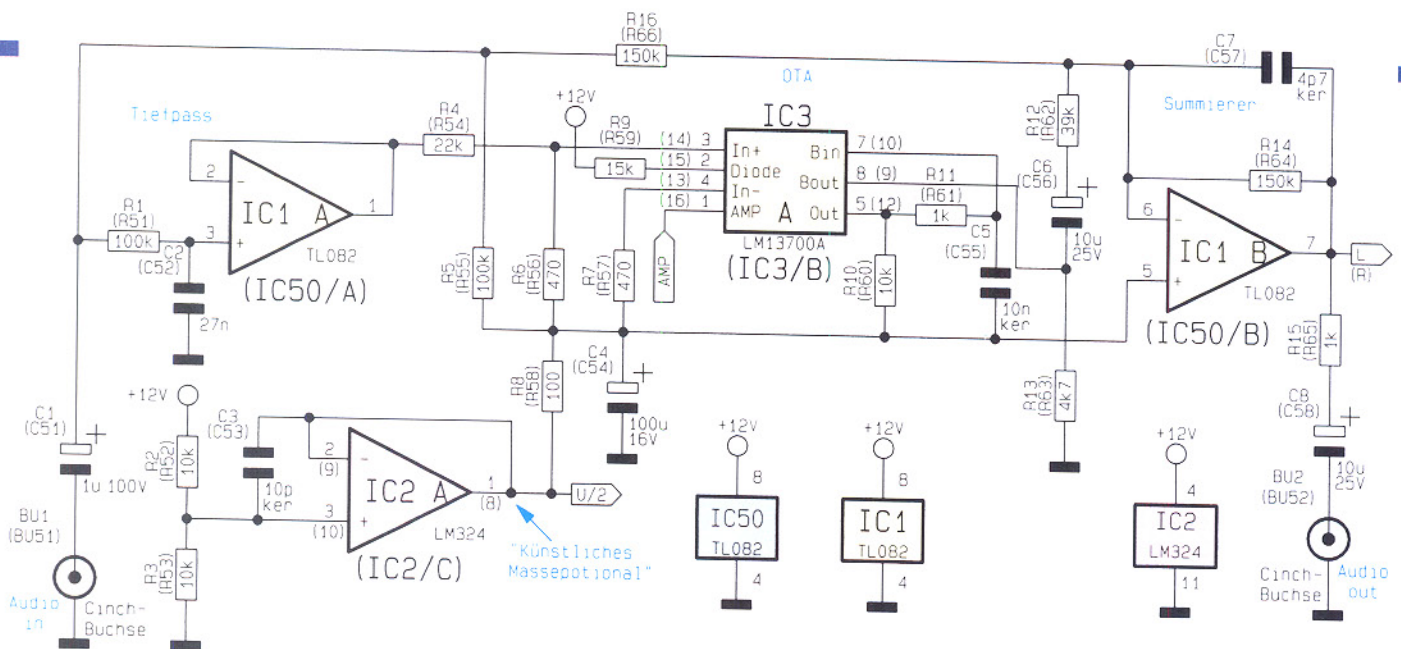 R16
(R66)
150k
C7
(C57)
4p7
ker
OTA
Tiefpass
R4
(R54)
22k
+12V
R9
(R59)
15k
IC3
(14) 3
(15) 2
(13) 4
(16) 1
In+
Diode
In-
AMP
A
Bin
Bout
Out
7 (10)
8 (9)
5 (12)
LM13700A
(IC3/B)
R11
(R61)
1k
R12
(R62)
39k
Summierer
R14
(R64)
150k
C6
(C56)
+
10u
25V
2
-
IC1 A
1
3
+
TL082
(IC50/A)
R1
(R51)
100k
C2
(C52)
27n
R5
(R55)
100k
R6
(R56)
470
R7
(R57)
470
AMP
R10
(R60)
10k
C5
(C55)
10n
ker
6
-
IC1 B
7
5
+
TL082
(IC50/B)
L
(R)
R8
(R58)
100
C4
(C54)
+
100u
16V
R13
(R63)
4k7
R15
(R65)
1k
C1
(C51)
+
1u 100V
+12V
R2
(R52)
10k
C3
(C53)
10p
ker
2
(9)
-
IC2 A
1
(8)
3
(10)
+
LM324
(IC2/C)
U/2
"Künstliches
Massepotional"
R3
(R53)
10k
BU1
(BU51)
Audio
in
Cinch-
Buchse
+12V
8
IC50
TL082
4
+12V
8
IC1
TL082
4
+12V
4
IC2
LM324
11
C8
(C58)
+
10u
25V
BU2
(BU52)
Cinch-
Buchse
Audio
out